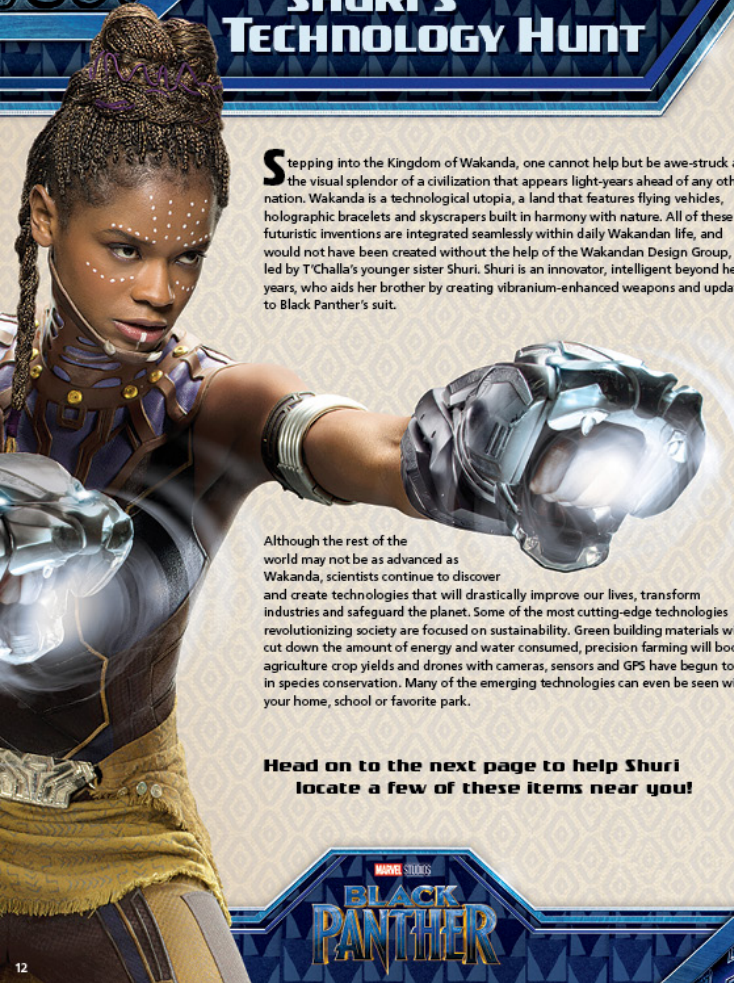 SHURI'S
TECHNOLOGY HUNT
Stepping into the Kingdom of Wakanda, one cannot help but be awe-struck
the visual splendor of a civilization that appears light-years ahead of any
nation. Wakanda is a technological utopia, a land that features flying vehicles,
holographic bracelets and skyscrapers built in harmony with nature. All of these
futuristic inventions are integrated seamlessly within daily Wakandan life, and
would not have been created without the help of the Wakandan Design Group,
led by T'Challa's younger sister Shuri. Shuri is an innovator, intelligent beyond
years, who aids her brother by creating vibranium-enhanced weapons and
to Black Panther's suit.
Although the rest of the
world may not be as advanced as
Wakanda, scientists continue to discover
and create technologies that will drastically improve our lives, transform
industries and safeguard the planet. Some of the most cutting-edge technologies
revolutionizing society are focused on sustainability. Green building materials
cut down the amount of energy and water consumed, precision farming will
agriculture crop yields and drones with cameras, sensors and GPS have begun to
in species conservation. Many of the emerging technologies can even be seen
your home, school or favorite park.
Head on to the next page to help Shuri
locate a few of these items near you!
MARVEL STUDIOS
BLACK
PANTHER
12